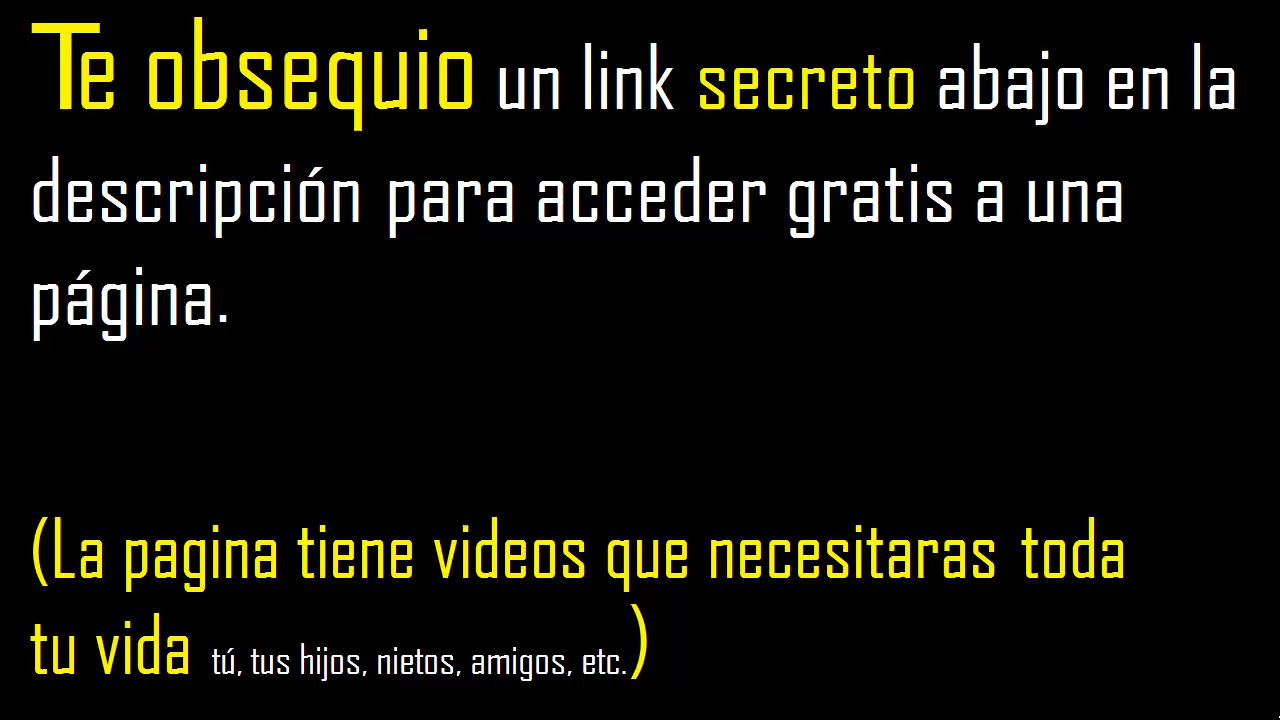 Te obsequio un link secreto abajo en la
descripción para acceder gratis a una
página.
(La pagina tiene videos que necesitaras toda
tu vida tú, tus hijos, nietos, amigos, etc.)